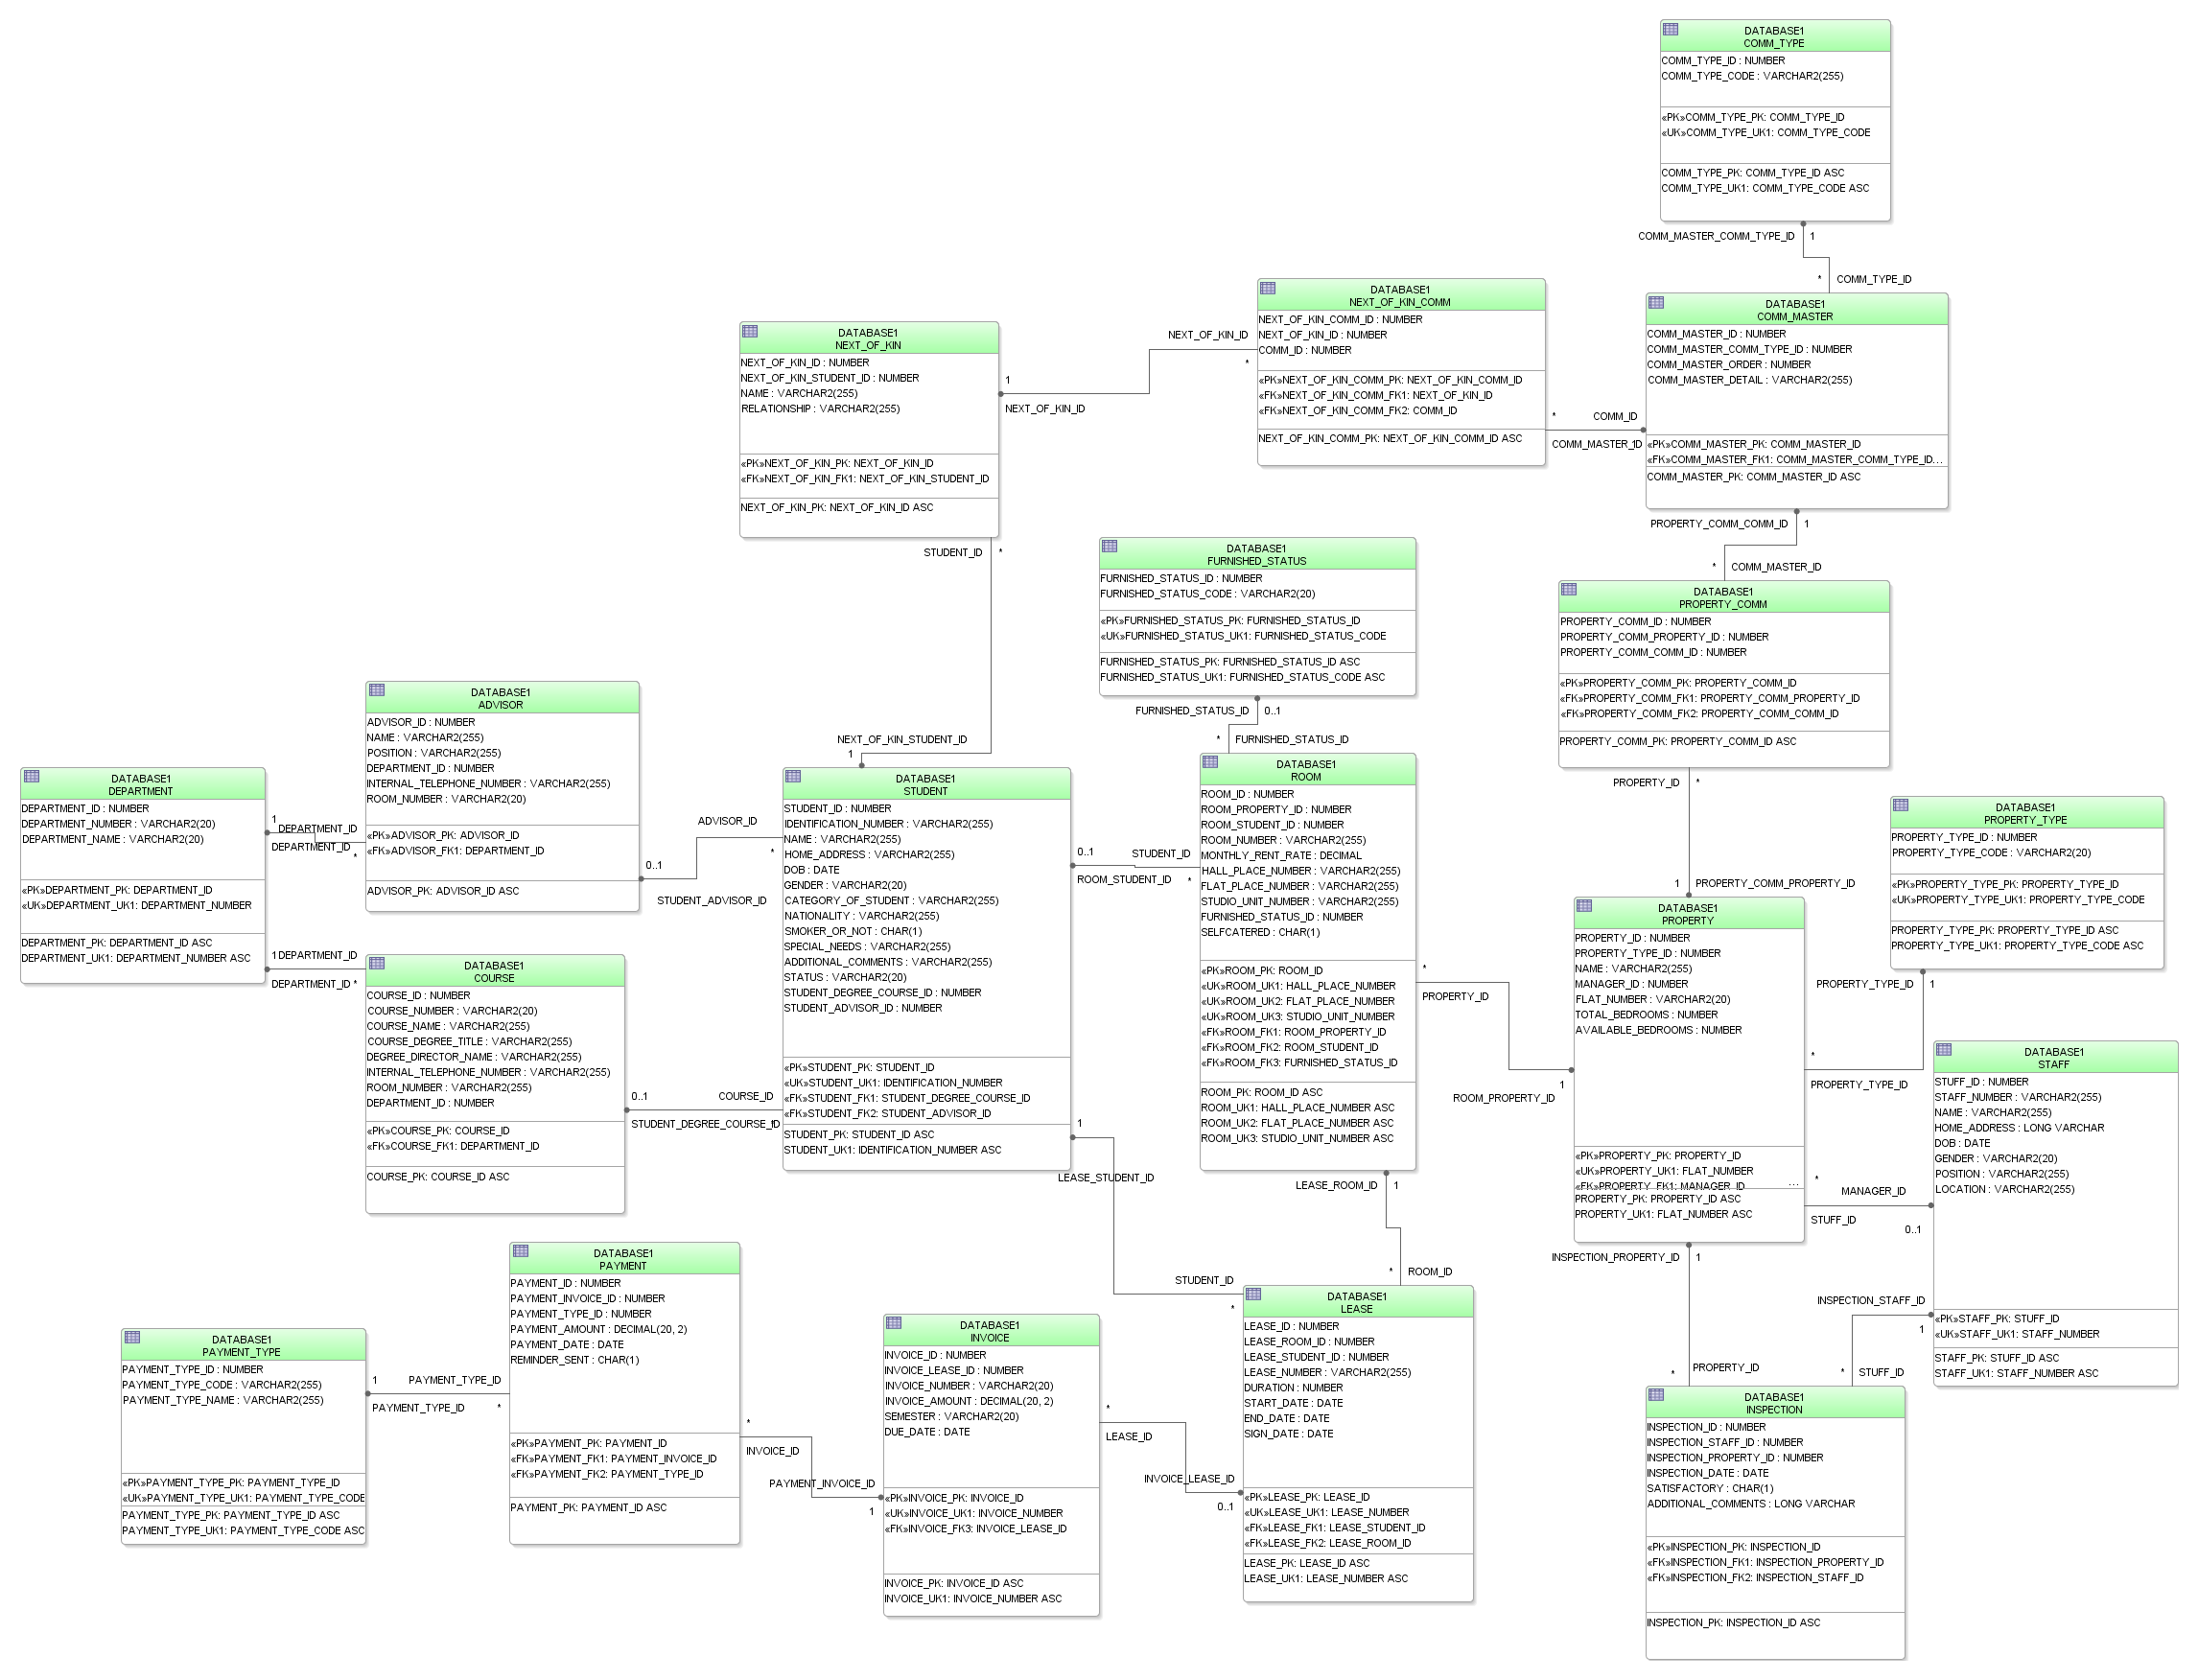 DATABASE1
COMM_TYPE
COMM_TYPE_ID : NUMBER
COMM_TYPE_CODE : VARCHAR2(255)
«PK»COMM_TYPE_PK: COMM_TYPE_ID
«UK»COMM_TYPE_UK1: COMM_TYPE_CODE
COMM_TYPE_PK: COMM_TYPE_ID ASC
COMM_TYPE_UK1: COMM_TYPE_CODE ASC
COMM_MASTER_COMM_TYPE_ID
1
*
COMM_TYPE_ID
DATABASE1
NEXT_OF_KIN_COMM
NEXT_OF_KIN_COMM_ID : NUMBER
NEXT_OF_KIN_ID : NUMBER
COMM_ID : NUMBER
«PK»NEXT_OF_KIN_COMM_PK: NEXT_OF_KIN_COMM_ID
«FK»NEXT_OF_KIN_COMM_FK1: NEXT_OF_KIN_ID
«FK»NEXT_OF_KIN_COMM_FK2: COMM_ID
NEXT_OF_KIN_COMM_PK: NEXT_OF_KIN_COMM_ID ASC
DATABASE1
COMM_MASTER
COMM_MASTER_ID : NUMBER
COMM_MASTER_COMM_TYPE_ID : NUMBER
COMM_MASTER_ORDER : NUMBER
COMM_MASTER_DETAIL : VARCHAR2(255)
«PK»COMM_MASTER_PK: COMM_MASTER_ID
«FK»COMM_MASTER_FK1: COMM_MASTER_COMM_TYPE_ID...
COMM_MASTER_PK: COMM_MASTER_ID ASC
*
COMM_ID
COMM_MASTER_ID
1
DATABASE1
NEXT_OF_KIN
NEXT_OF_KIN_ID : NUMBER
NEXT_OF_KIN_STUDENT_ID : NUMBER
NAME : VARCHAR2(255)
RELATIONSHIP : VARCHAR2(255)
«PK»NEXT_OF_KIN_PK: NEXT_OF_KIN_ID
«FK»NEXT_OF_KIN_FK1: NEXT_OF_KIN_STUDENT_ID
NEXT_OF_KIN_PK: NEXT_OF_KIN_ID ASC
NEXT_OF_KIN_ID
*
1
NEXT_OF_KIN_ID
STUDENT_ID
*
NEXT_OF_KIN_STUDENT_ID
1
PROPERTY_COMM_COMM_ID
1
*
COMM_MASTER_ID
DATABASE1
FURNISHED_STATUS
FURNISHED_STATUS_ID : NUMBER
FURNISHED_STATUS_CODE : VARCHAR2(20)
«PK»FURNISHED_STATUS_PK: FURNISHED_STATUS_ID
«UK»FURNISHED_STATUS_UK1: FURNISHED_STATUS_CODE
FURNISHED_STATUS_PK: FURNISHED_STATUS_ID ASC
FURNISHED_STATUS_UK1: FURNISHED_STATUS_CODE ASC
FURNISHED_STATUS_ID
0..1
*
FURNISHED_STATUS_ID
DATABASE1
PROPERTY_COMM
PROPERTY_COMM_ID : NUMBER
PROPERTY_COMM_PROPERTY_ID : NUMBER
PROPERTY_COMM_COMM_ID : NUMBER
«PK»PROPERTY_COMM_PK: PROPERTY_COMM_ID
«FK»PROPERTY_COMM_FK1: PROPERTY_COMM_PROPERTY_ID
«FK»PROPERTY_COMM_FK2: PROPERTY_COMM_COMM_ID
PROPERTY_COMM_PK: PROPERTY_COMM_ID ASC
PROPERTY_ID
*
1
PROPERTY_COMM_PROPERTY_ID
DATABASE1
ADVISOR
ADVISOR_ID : NUMBER
NAME : VARCHAR2(255)
POSITION : VARCHAR2(255)
DEPARTMENT_ID : NUMBER
INTERNAL_TELEPHONE_NUMBER : VARCHAR2(255)
ROOM_NUMBER : VARCHAR2(20)
«PK»ADVISOR_PK: ADVISOR_ID
«FK»ADVISOR_FK1: DEPARTMENT_ID
ADVISOR_PK: ADVISOR_ID ASC
DATABASE1
DEPARTMENT
DEPARTMENT_ID : NUMBER
DEPARTMENT_NUMBER : VARCHAR2(20)
DEPARTMENT_NAME : VARCHAR2(20)
«PK»DEPARTMENT_PK: DEPARTMENT_ID
«UK»DEPARTMENT_UK1: DEPARTMENT_NUMBER
DEPARTMENT_PK: DEPARTMENT_ID ASC
DEPARTMENT_UK1: DEPARTMENT_NUMBER ASC
1
DEPARTMENT_ID
DEPARTMENT_ID
*
1
DEPARTMENT_ID
DEPARTMENT_ID
*
ADVISOR_ID
*
0..1
STUDENT_ADVISOR_ID
DATABASE1
STUDENT
STUDENT_ID : NUMBER
IDENTIFICATION_NUMBER : VARCHAR2(255)
NAME : VARCHAR2(255)
HOME_ADDRESS : VARCHAR2(255)
DOB : DATE
GENDER : VARCHAR2(20)
CATEGORY_OF_STUDENT : VARCHAR2(255)
NATIONALITY : VARCHAR2(255)
SMOKER_OR_NOT : CHAR(1)
SPECIAL_NEEDS : VARCHAR2(255)
ADDITIONAL_COMMENTS : VARCHAR2(255)
STATUS : VARCHAR2(20)
STUDENT_DEGREE_COURSE_ID : NUMBER
STUDENT_ADVISOR_ID : NUMBER
«PK»STUDENT_PK: STUDENT_ID
«UK»STUDENT_UK1: IDENTIFICATION_NUMBER
«FK»STUDENT_FK1: STUDENT_DEGREE_COURSE_ID
«FK»STUDENT_FK2: STUDENT_ADVISOR_ID
STUDENT_PK: STUDENT_ID ASC
STUDENT_UK1: IDENTIFICATION_NUMBER ASC
0..1
STUDENT_ID
ROOM_STUDENT_ID
*
DATABASE1
ROOM
ROOM_ID : NUMBER
ROOM_PROPERTY_ID : NUMBER
ROOM_STUDENT_ID : NUMBER
ROOM_NUMBER : VARCHAR2(255)
MONTHLY_RENT_RATE : DECIMAL
HALL_PLACE_NUMBER : VARCHAR2(255)
FLAT_PLACE_NUMBER : VARCHAR2(255)
STUDIO_UNIT_NUMBER : VARCHAR2(255)
FURNISHED_STATUS_ID : NUMBER
SELFCATERED : CHAR(1)
«PK»ROOM_PK: ROOM_ID
«UK»ROOM_UK1: HALL_PLACE_NUMBER
«UK»ROOM_UK2: FLAT_PLACE_NUMBER
«UK»ROOM_UK3: STUDIO_UNIT_NUMBER
«FK»ROOM_FK1: ROOM_PROPERTY_ID
«FK»ROOM_FK2: ROOM_STUDENT_ID
«FK»ROOM_FK3: FURNISHED_STATUS_ID
ROOM_PK: ROOM_ID ASC
ROOM_UK1: HALL_PLACE_NUMBER ASC
ROOM_UK2: FLAT_PLACE_NUMBER ASC
ROOM_UK3: STUDIO_UNIT_NUMBER ASC
*
PROPERTY_ID
ROOM_PROPERTY_ID
1
DATABASE1
PROPERTY
PROPERTY_ID : NUMBER
PROPERTY_TYPE_ID : NUMBER
NAME : VARCHAR2(255)
MANAGER_ID : NUMBER
FLAT_NUMBER : VARCHAR2(20)
TOTAL_BEDROOMS : NUMBER
AVAILABLE_BEDROOMS : NUMBER
«PK»PROPERTY_PK: PROPERTY_ID
«UK»PROPERTY_UK1: FLAT_NUMBER
«FK»PROPERTY_FK1: MANAGER_ID ...
PROPERTY_PK: PROPERTY_ID ASC
PROPERTY_UK1: FLAT_NUMBER ASC
DATABASE1
PROPERTY_TYPE
PROPERTY_TYPE_ID : NUMBER
PROPERTY_TYPE_CODE : VARCHAR2(20)
«PK»PROPERTY_TYPE_PK: PROPERTY_TYPE_ID
«UK»PROPERTY_TYPE_UK1: PROPERTY_TYPE_CODE
PROPERTY_TYPE_PK: PROPERTY_TYPE_ID ASC
PROPERTY_TYPE_UK1: PROPERTY_TYPE_CODE ASC
PROPERTY_TYPE_ID
1
*
PROPERTY_TYPE_ID
DATABASE1
STAFF
STUFF_ID : NUMBER
STAFF_NUMBER : VARCHAR2(255)
NAME : VARCHAR2(255)
HOME_ADDRESS : LONG VARCHAR
DOB : DATE
GENDER : VARCHAR2(20)
POSITION : VARCHAR2(255)
LOCATION : VARCHAR2(255)
«PK»STAFF_PK: STUFF_ID
«UK»STAFF_UK1: STAFF_NUMBER
STAFF_PK: STUFF_ID ASC
STAFF_UK1: STAFF_NUMBER ASC
*
MANAGER_ID
STUFF_ID
0..1
DATABASE1
COURSE
COURSE_ID : NUMBER
COURSE_NUMBER : VARCHAR2(20)
COURSE_NAME : VARCHAR2(255)
COURSE_DEGREE_TITLE : VARCHAR2(255)
DEGREE_DIRECTOR_NAME : VARCHAR2(255)
INTERNAL_TELEPHONE_NUMBER : VARCHAR2(255)
ROOM_NUMBER : VARCHAR2(255)
DEPARTMENT_ID : NUMBER
«PK»COURSE_PK: COURSE_ID
«FK»COURSE_FK1: DEPARTMENT_ID
COURSE_PK: COURSE_ID ASC
0..1
COURSE_ID
STUDENT_DEGREE_COURSE_ID
*
1
LEASE_STUDENT_ID
STUDENT_ID
*
LEASE_ROOM_ID
1
*
ROOM_ID
INSPECTION_PROPERTY_ID
1
*
PROPERTY_ID
INSPECTION_STAFF_ID
1
*
STUFF_ID
DATABASE1
PAYMENT
PAYMENT_ID : NUMBER
PAYMENT_INVOICE_ID : NUMBER
PAYMENT_TYPE_ID : NUMBER
PAYMENT_AMOUNT : DECIMAL(20, 2)
PAYMENT_DATE : DATE
REMINDER_SENT : CHAR(1)
«PK»PAYMENT_PK: PAYMENT_ID
«FK»PAYMENT_FK1: PAYMENT_INVOICE_ID
«FK»PAYMENT_FK2: PAYMENT_TYPE_ID
PAYMENT_PK: PAYMENT_ID ASC
DATABASE1
PAYMENT_TYPE
PAYMENT_TYPE_ID : NUMBER
PAYMENT_TYPE_CODE : VARCHAR2(255)
PAYMENT_TYPE_NAME : VARCHAR2(255)
«PK»PAYMENT_TYPE_PK: PAYMENT_TYPE_ID
«UK»PAYMENT_TYPE_UK1: PAYMENT_TYPE_CODE
PAYMENT_TYPE_PK: PAYMENT_TYPE_ID ASC
PAYMENT_TYPE_UK1: PAYMENT_TYPE_CODE ASC
1
PAYMENT_TYPE_ID
PAYMENT_TYPE_ID
*
*
INVOICE_ID
PAYMENT_INVOICE_ID
1
DATABASE1
INVOICE
INVOICE_ID : NUMBER
INVOICE_LEASE_ID : NUMBER
INVOICE_NUMBER : VARCHAR2(20)
INVOICE_AMOUNT : DECIMAL(20, 2)
SEMESTER : VARCHAR2(20)
DUE_DATE : DATE
«PK»INVOICE_PK: INVOICE_ID
«UK»INVOICE_UK1: INVOICE_NUMBER
«FK»INVOICE_FK3: INVOICE_LEASE_ID
INVOICE_PK: INVOICE_ID ASC
INVOICE_UK1: INVOICE_NUMBER ASC
*
LEASE_ID
INVOICE_LEASE_ID
0..1
DATABASE1
LEASE
LEASE_ID : NUMBER
LEASE_ROOM_ID : NUMBER
LEASE_STUDENT_ID : NUMBER
LEASE_NUMBER : VARCHAR2(255)
DURATION : NUMBER
START_DATE : DATE
END_DATE : DATE
SIGN_DATE : DATE
«PK»LEASE_PK: LEASE_ID
«UK»LEASE_UK1: LEASE_NUMBER
«FK»LEASE_FK1: LEASE_STUDENT_ID
«FK»LEASE_FK2: LEASE_ROOM_ID
LEASE_PK: LEASE_ID ASC
LEASE_UK1: LEASE_NUMBER ASC
DATABASE1
INSPECTION
INSPECTION_ID : NUMBER
INSPECTION_STAFF_ID : NUMBER
INSPECTION_PROPERTY_ID : NUMBER
INSPECTION_DATE : DATE
SATISFACTORY : CHAR(1)
ADDITIONAL_COMMENTS : LONG VARCHAR
«PK»INSPECTION_PK: INSPECTION_ID
«FK»INSPECTION_FK1: INSPECTION_PROPERTY_ID
«FK»INSPECTION_FK2: INSPECTION_STAFF_ID
INSPECTION_PK: INSPECTION_ID ASC